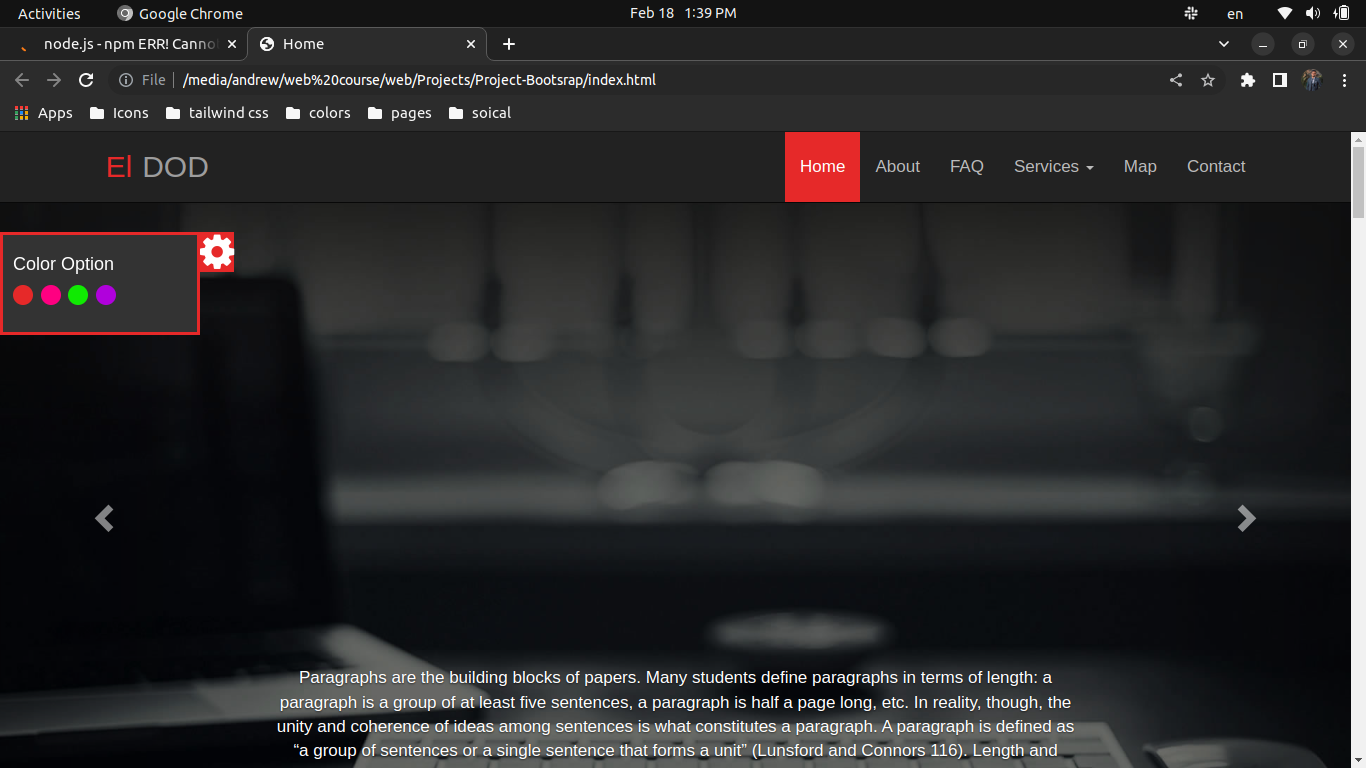 Activities Google Chrome Feb 18 1:39 PM en
node.js - npm ERR! Canno Home
File /media/andrew/web%20course/web/Projects/Project-Bootsrap/index.html
Apps Icons tailwind css colors pages soical
El DOD Home About FAQ Services Map Contact
Color Option
Paragraphs are the building blocks of papers. Many students define paragraphs in terms of length: a
paragraph is a group of at least five sentences, a paragraph is half a page long, etc. In reality, though, the
unity and coherence of ideas among sentences is what constitutes a paragraph. A paragraph is defined as
“a group of sentences or a single sentence that forms a unit” (Lunsford and Connors 116). Length and